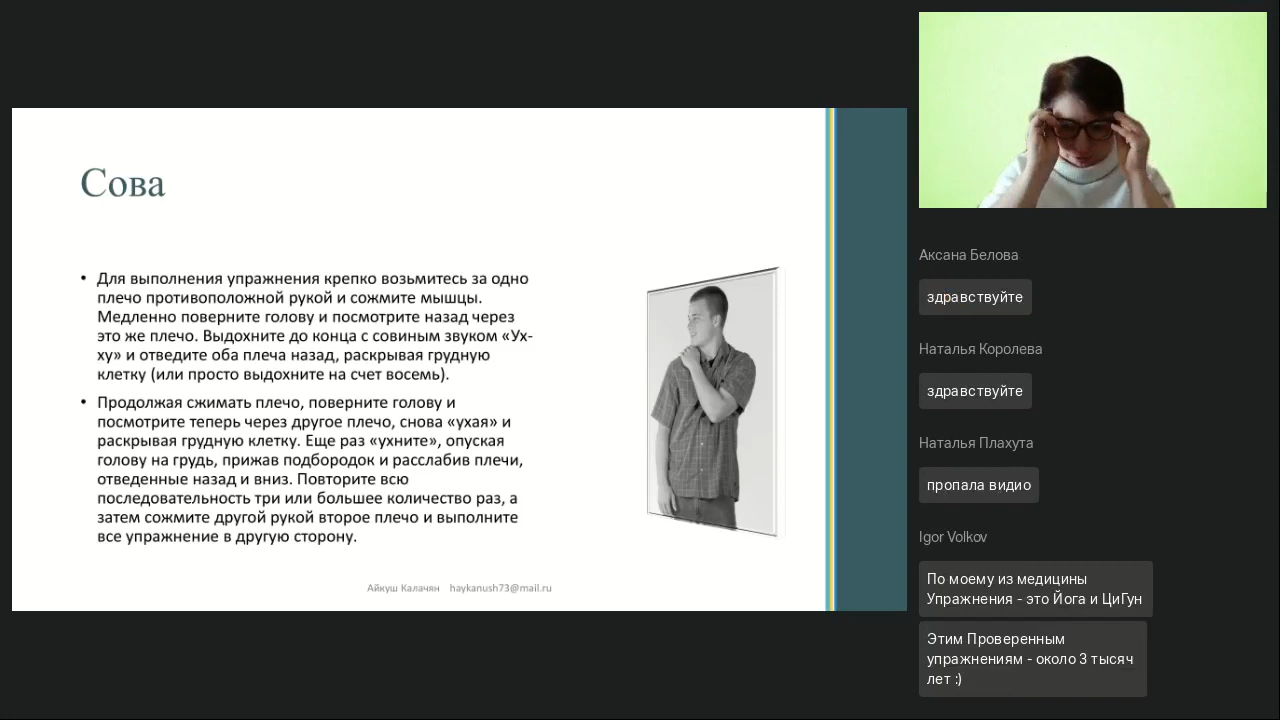 Сова
• Для выполнения упражнения крепко возьмитесь за одно
плечо противоположной рукой и сожмите мышцы.
Медленно поверните голову и посмотрите назад через
это же плечо. Выдохните до конца с совиным звуком «Ух-
ху» и отведите оба плеча назад, раскрывая грудную
клетку (или просто выдохните на счет восемь).
• Продолжая сжимать плечо, поверните голову и
посмотрите теперь через другое плечо, снова «ухая» и
раскрывая грудную клетку. Еще раз «ухните», опуская
голову на грудь, прижав подбородок и расслабив плечи,
отведенные назад и вниз. Повторите всю
последовательность три или большее количество раз, а
затем сожмите другой рукой второе плечо и выполните
все упражнение в другую сторону.
Айкуш Калачян haykanush73@mail.ru
Аксана Белова
здравствуйте
Наталья Королева
здравствуйте
Наталья Плахута
пропала видио
Igor Volkov
По моему из медицины
Упражнения - это Йога и ЦиГун
Этим Проверенным
упражнениям - около 3 тысяч
лет :)